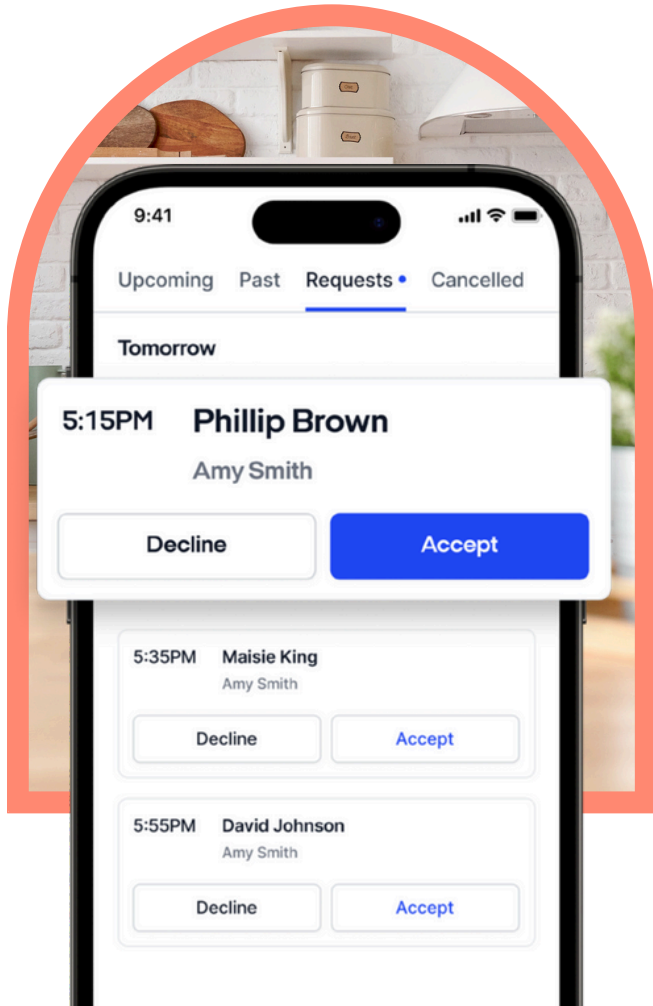 9:41
Upcoming Past Requests Cancelled
Tomorrow
5:15PM Phillip Brown
Amy Smith
Decline Accept
5:35PM Maisie King
Amy Smith
Decline Accept
5:55PM David Johnson
Amy Smith
Decline Accept